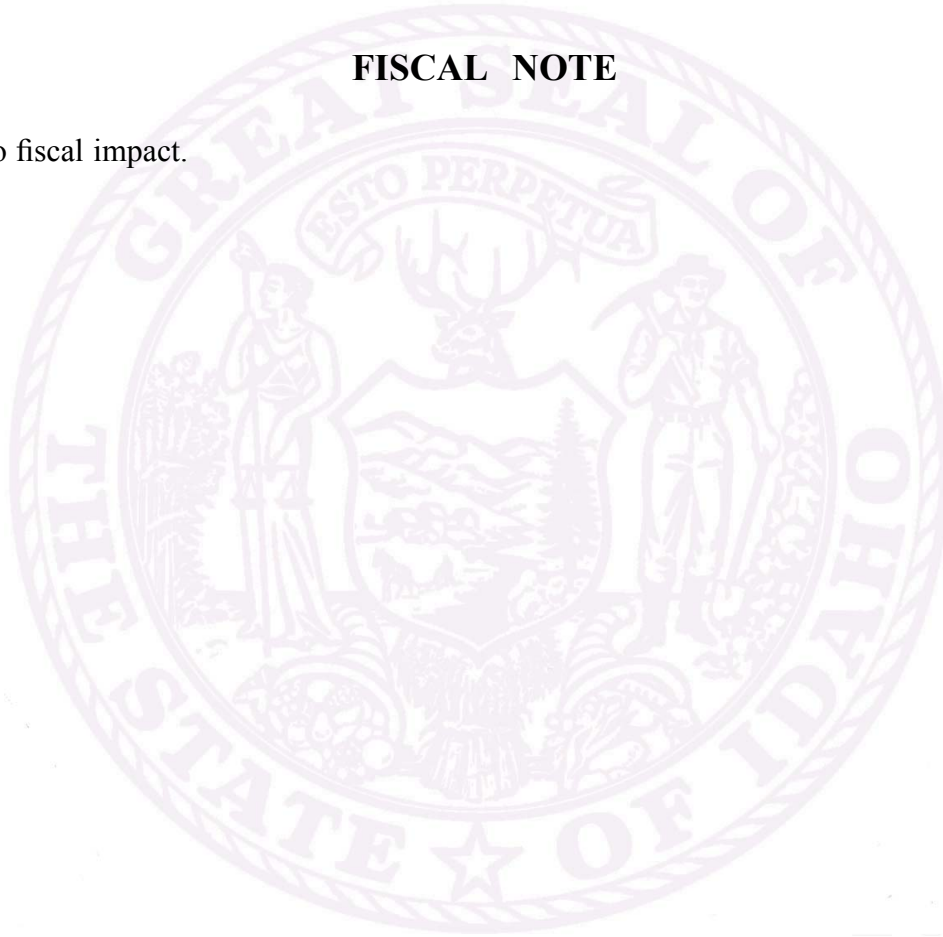 FISCAL NOTE
o fiscal impact.
THE GREAT SEAL OF THE STATE OF IDAHO
ESTO PERPETUA